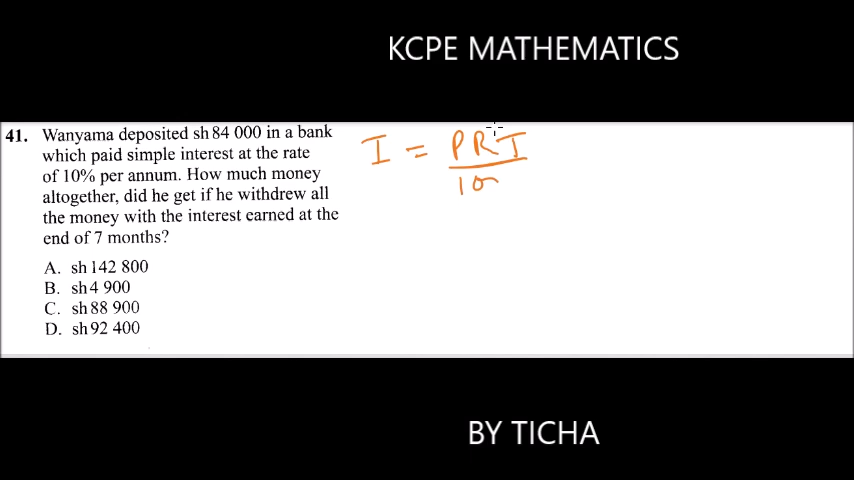 KCPE MATHEMATICS
41. Wanyama deposited sh 84 000 in a bank
which paid simple interest at the rate
of 10% per annum. How much money
altogether, did he get if he withdrew all
the money with the interest earned at the
end of 7 months?
A. sh 142 800
B. sh 4 900
C. sh 88 900
D. sh 92 400
I = PRT
100
BY TICHA